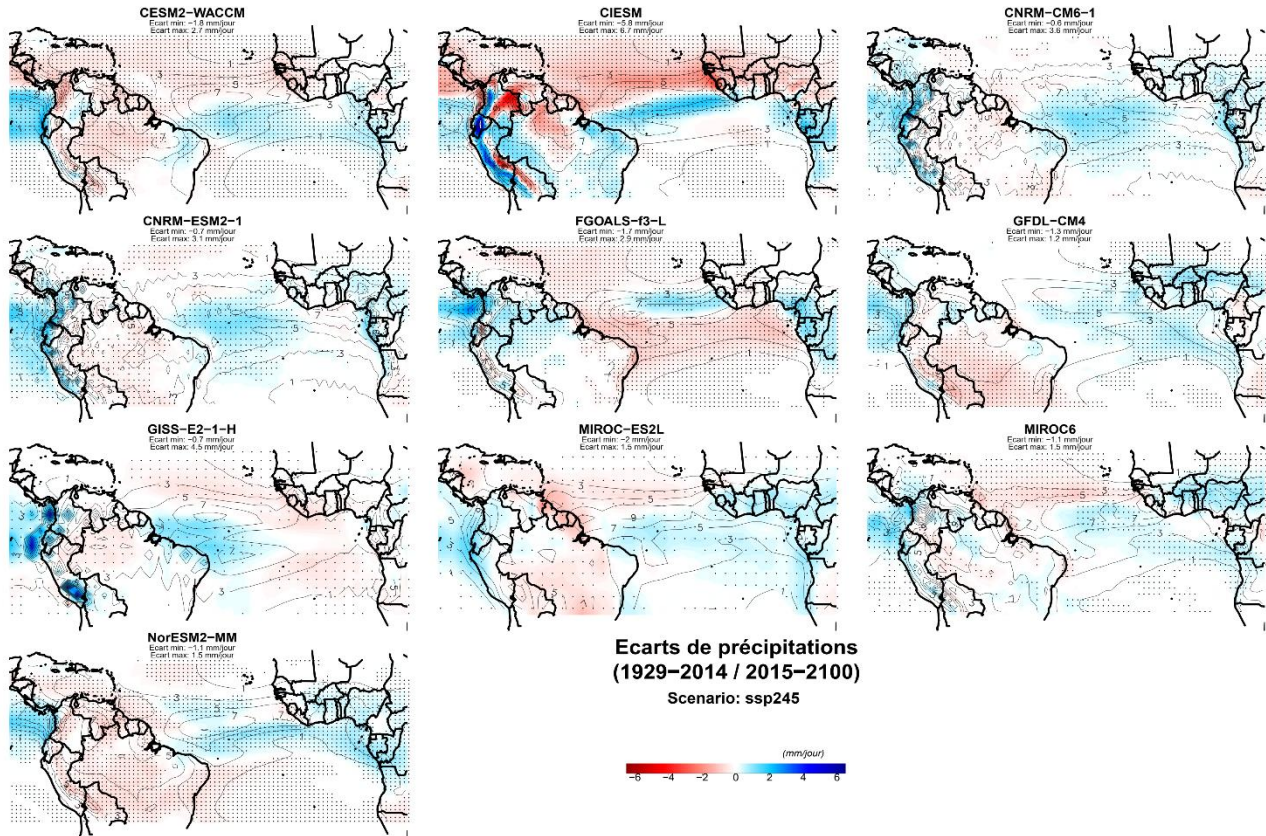 CESM2−WACCM
Ecart min: −1.8 mm/jour
Ecart max: 2.7 mm/jour
CIESM
Ecart min: −5.8 mm/jour
Ecart max: 6.7 mm/jour
CNRM−CM6−1
Ecart min: −0.6 mm/jour
Ecart max: 3.6 mm/jour
CNRM−ESM2−1
Ecart min: −0.7 mm/jour
Ecart max: 3.1 mm/jour
FGOALS−f3−L
Ecart min: −1.7 mm/jour
Ecart max: 2.9 mm/jour
GFDL−CM4
Ecart min: −1.3 mm/jour
Ecart max: 1.2 mm/jour
GISS−E2−1−H
Ecart min: −0.7 mm/jour
Ecart max: 4.5 mm/jour
MIROC−ES2L
Ecart min: −2 mm/jour
Ecart max: 1.5 mm/jour
MIROC6
Ecart min: −1.1 mm/jour
Ecart max: 1.5 mm/jour
NorESM2−MM
Ecart min: −1.1 mm/jour
Ecart max: 1.5 mm/jour
Ecarts de précipitations
(1929−2014 / 2015−2100)
Scenario: ssp245
(mm/jour)
−6 −4 −2 0 2 4 6